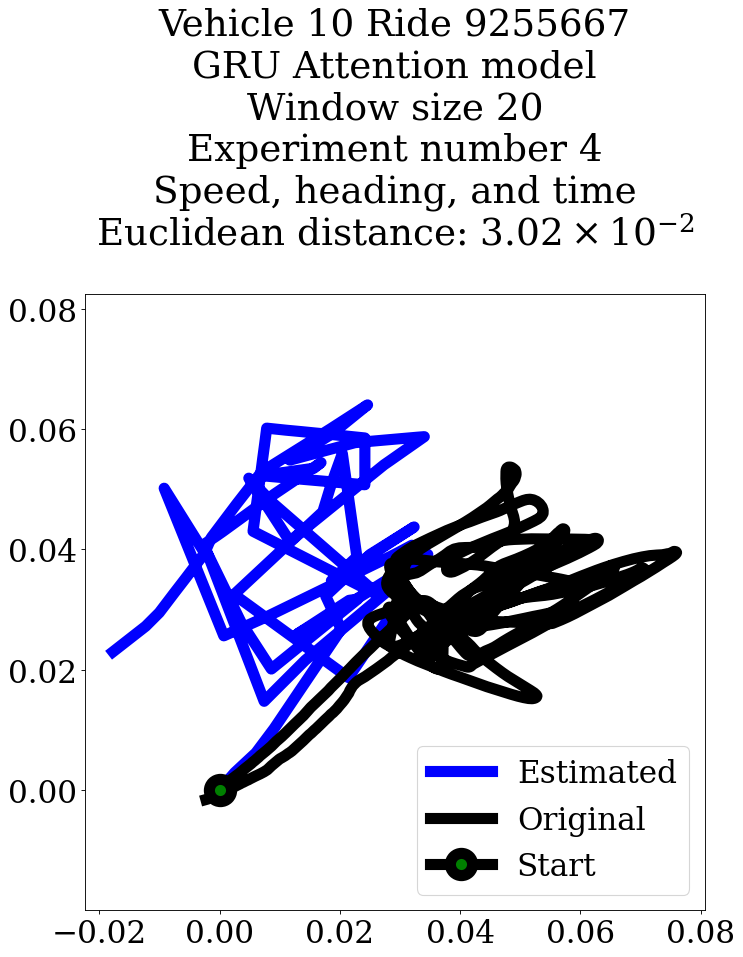 Vehicle 10 Ride 9255667
GRU Attention model
Window size 20
Experiment number 4
Speed, heading, and time
Euclidean distance: 3.02 × 10⁻²
0.08
0.06
0.04
0.02
0.00
Estimated
Original
Start
−0.02 0.00 0.02 0.04 0.06 0.08